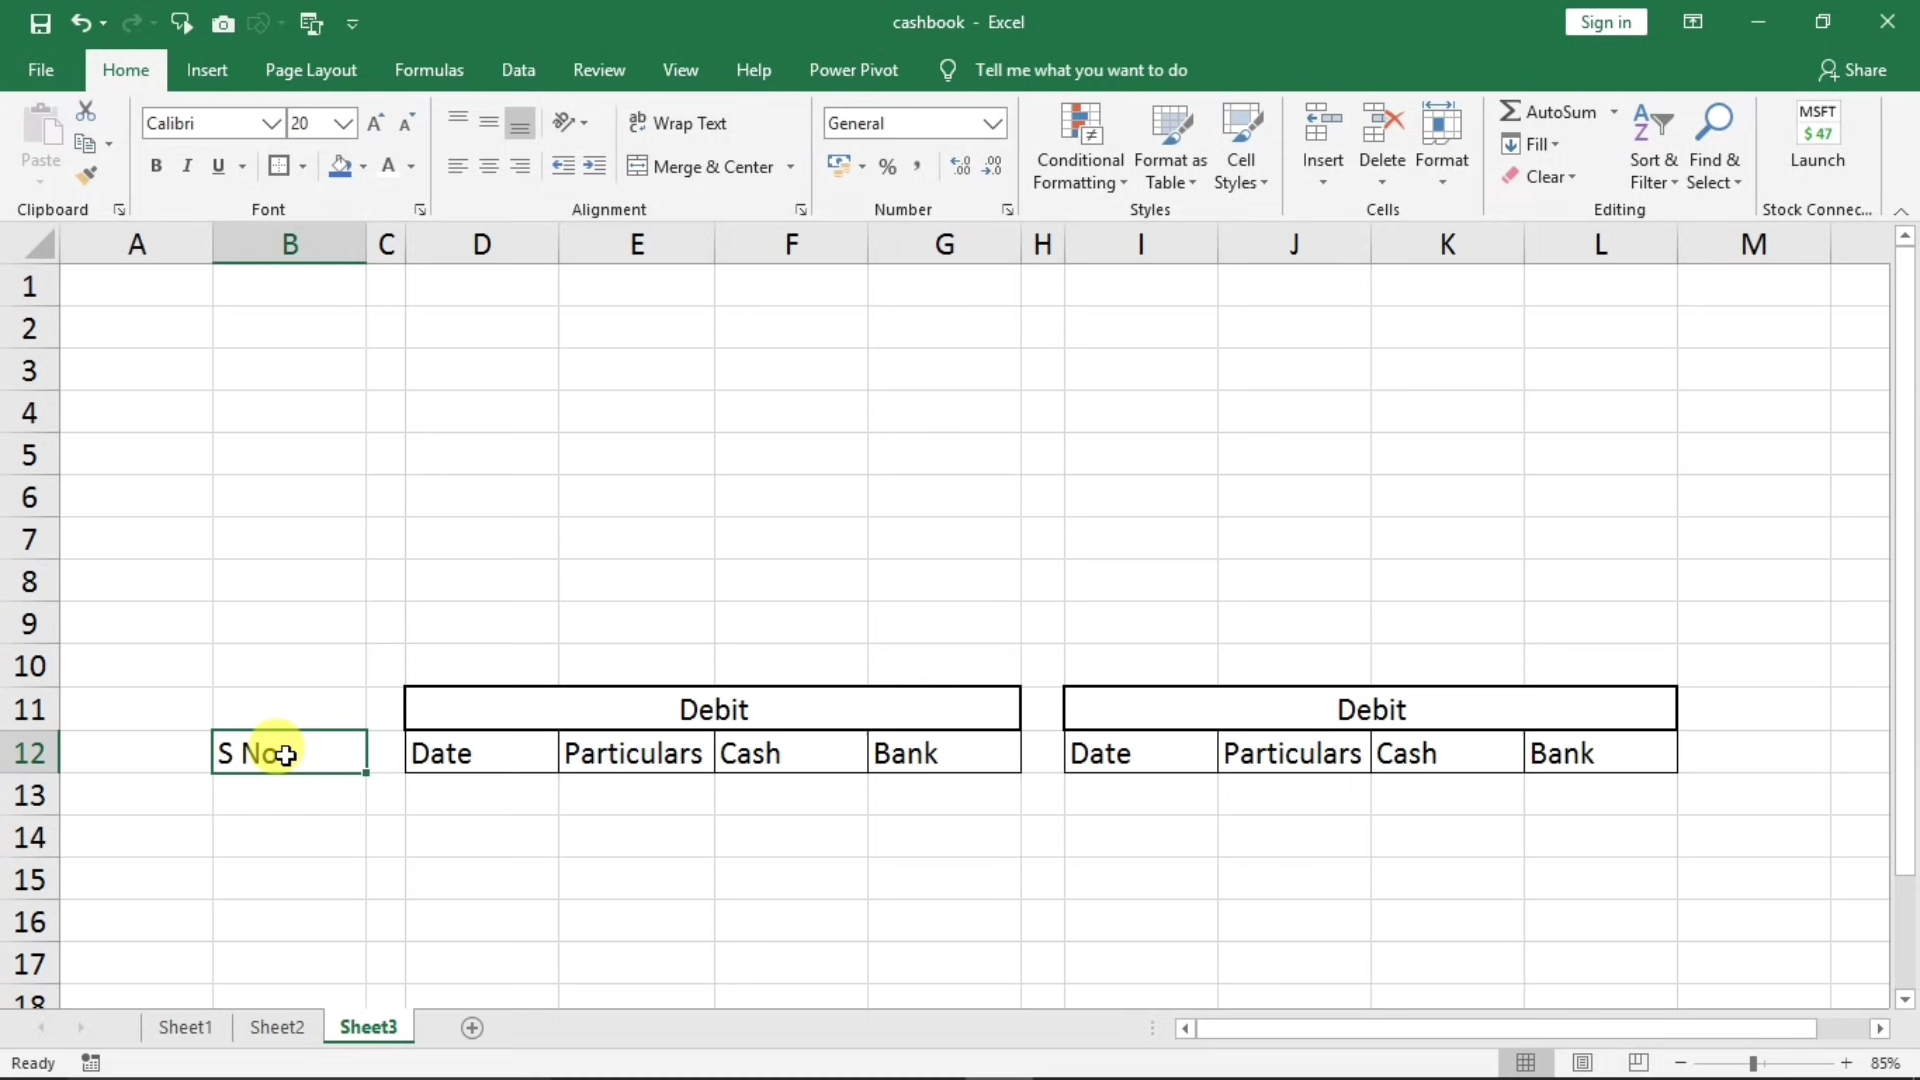 cashbook - Excel
Sign in
File Home Insert Page Layout Formulas Data Review View Help Power Pivot Tell me what you want to do Share
Paste
Clipboard
Calibri 20
B I U A
Font
Wrap Text
Merge & Center
Alignment
General
% ,
Number
Conditional Formatting
Format as Table
Cell Styles
Styles
Insert
Delete
Format
Cells
AutoSum
Fill
Clear
Sort & Filter
Find & Select
Editing
MSFT
$ 47
Launch
Stock Connec...
A B C D E F G H I J K L M
1
2
3
4
5
6
7
8
9
10
11 Debit Debit
12 S No Date Particulars Cash Bank Date Particulars Cash Bank
13
14
15
16
17
18
Sheet1 Sheet2 Sheet3
Ready
85%